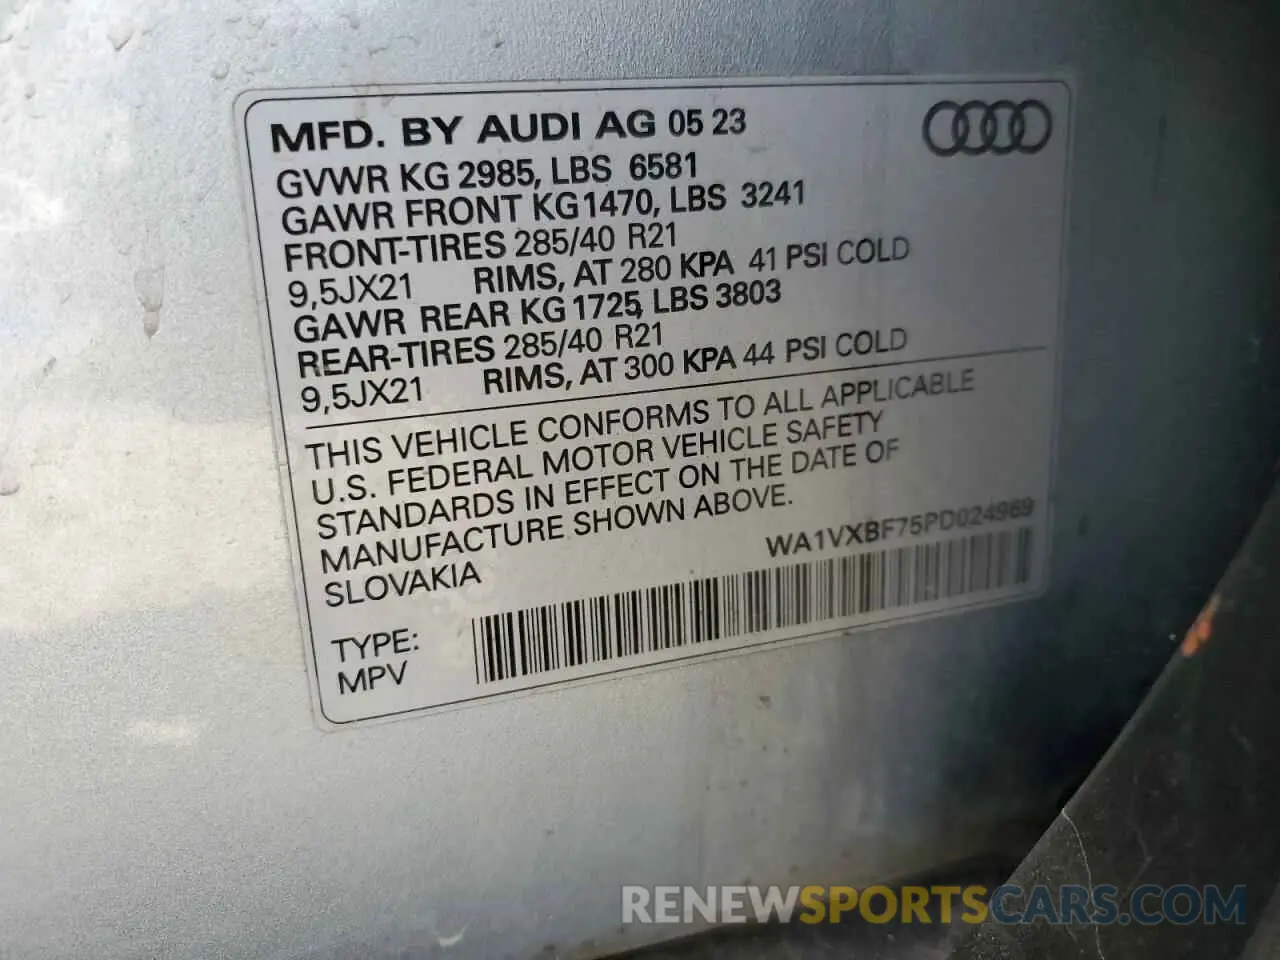 MFD. BY AUDI AG 05 23
GVWR KG 2985, LBS 6581
GAWR FRONT KG 1470, LBS 3241
FRONT-TIRES 285/40 R21
9,5JX21 RIMS, AT 280 KPA 41 PSI COLD
GAWR REAR KG 1725, LBS 3803
REAR-TIRES 285/40 R21
9,5JX21 RIMS, AT 300 KPA 44 PSI COLD
THIS VEHICLE CONFORMS TO ALL APPLICABLE
U.S. FEDERAL MOTOR VEHICLE SAFETY
STANDARDS IN EFFECT ON THE DATE OF
MANUFACTURE SHOWN ABOVE.
SLOVAKIA
WA1VXBF75PD024969
TYPE:
MPV
RENEWSPORTSCARS.COM